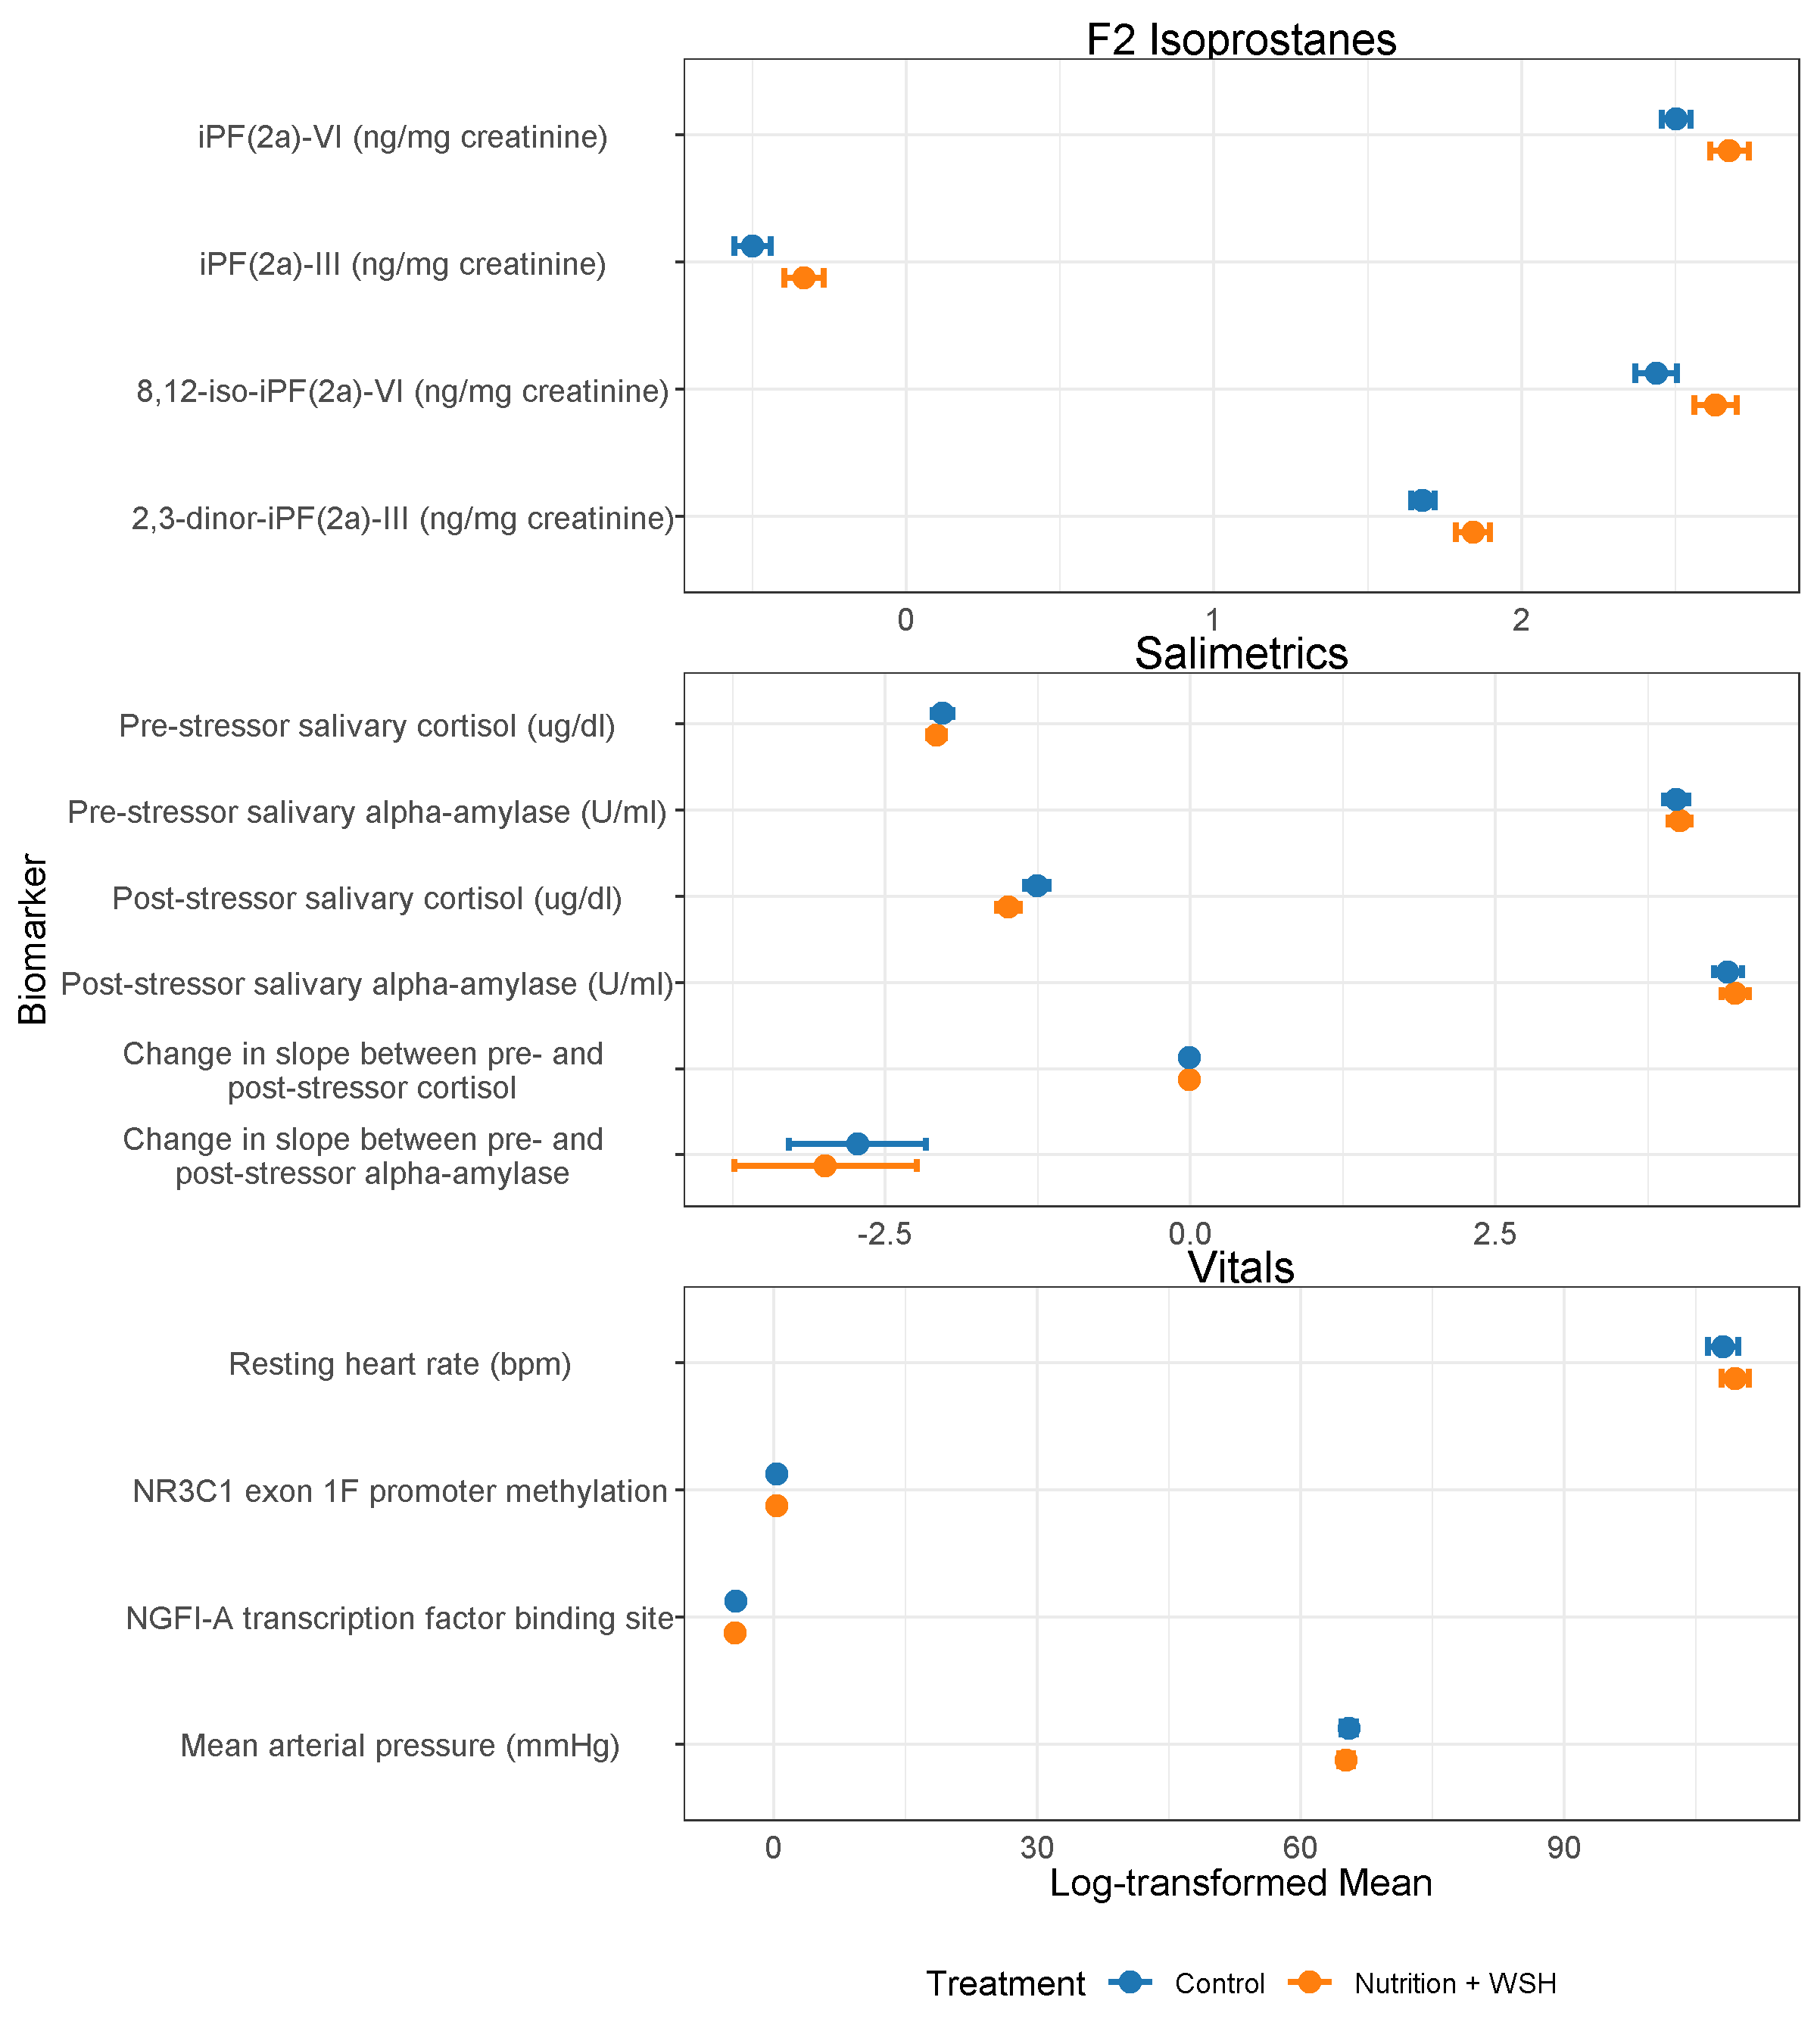 F2 Isoprostanes
iPF(2a)-VI (ng/mg creatinine)
iPF(2a)-III (ng/mg creatinine)
8,12-iso-iPF(2a)-VI (ng/mg creatinine)
2,3-dinor-iPF(2a)-III (ng/mg creatinine)
0 1 2
Salimetrics
Pre-stressor salivary cortisol (ug/dl)
Pre-stressor salivary alpha-amylase (U/ml)
Post-stressor salivary cortisol (ug/dl)
Post-stressor salivary alpha-amylase (U/ml)
Change in slope between pre- and
post-stressor cortisol
Change in slope between pre- and
post-stressor alpha-amylase
-2.5 0.0 2.5
Biomarker
Vitals
Resting heart rate (bpm)
NR3C1 exon 1F promoter methylation
NGFI-A transcription factor binding site
Mean arterial pressure (mmHg)
0 30 60 90
Log-transformed Mean
Treatment Control Nutrition + WSH